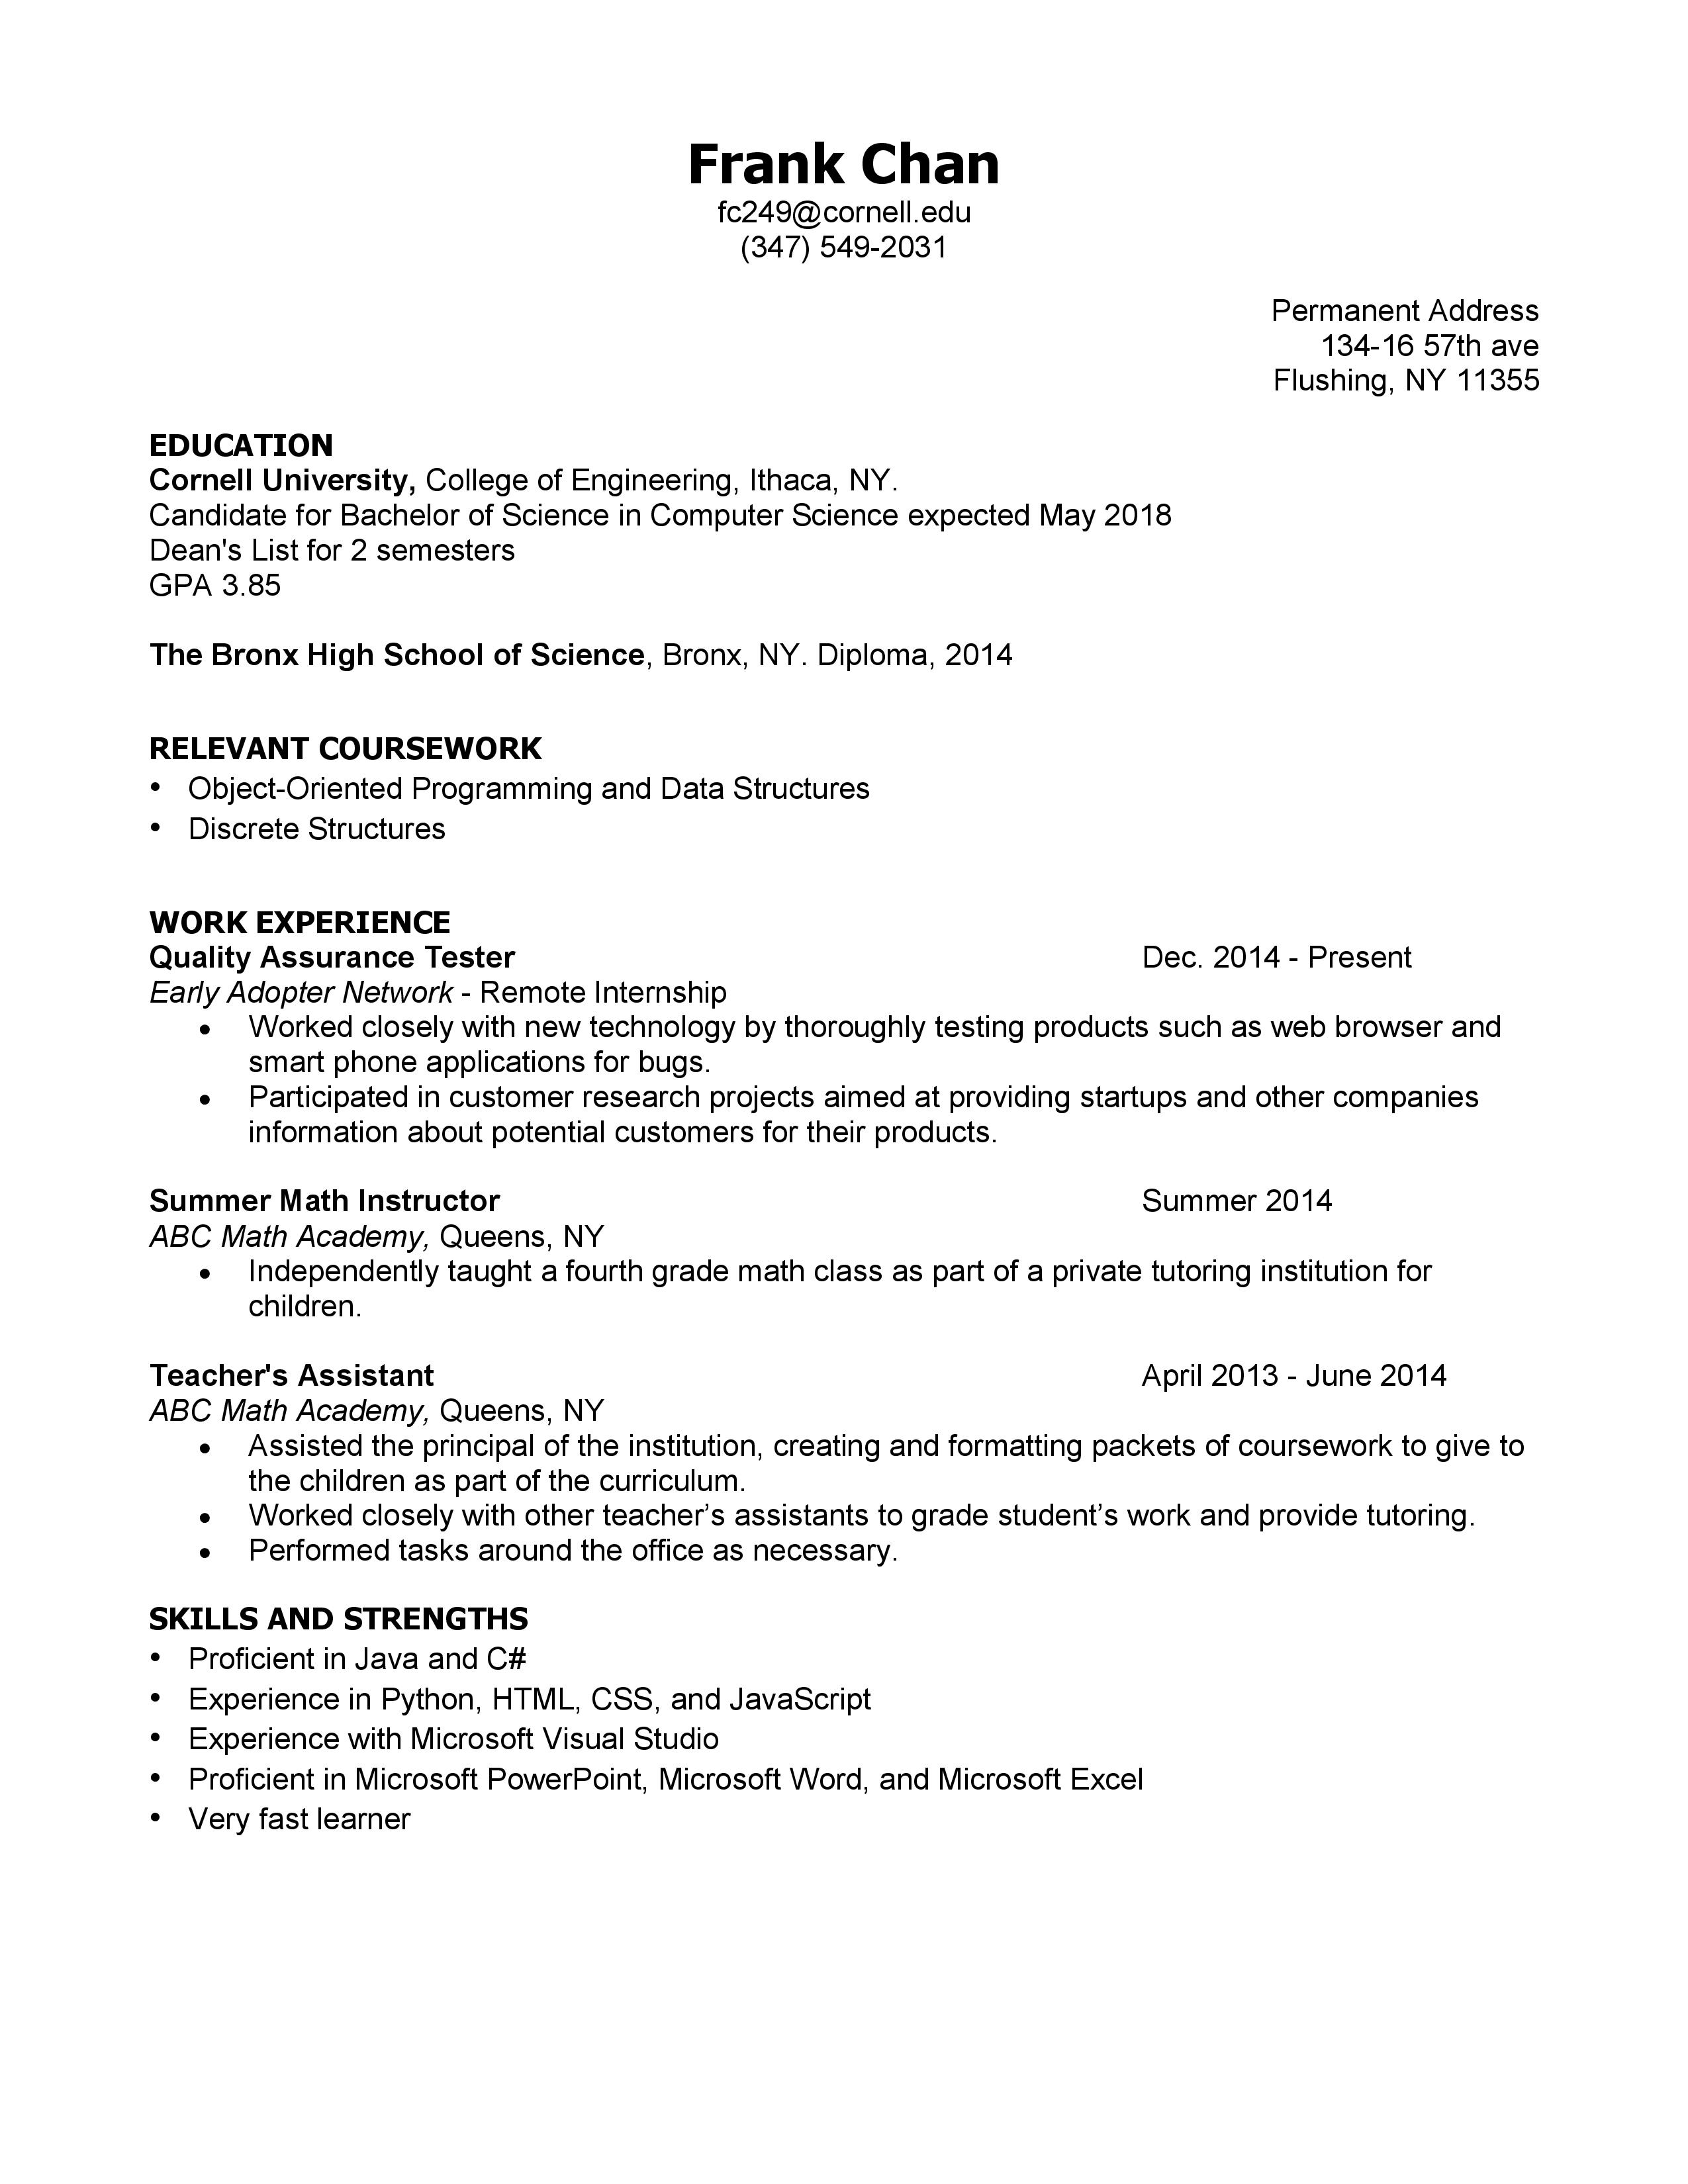 Frank Chan
fc249@cornell.edu
(347) 549-2031
Permanent Address
134-16 57th ave
Flushing, NY 11355
EDUCATION
Cornell University, College of Engineering, Ithaca, NY.
Candidate for Bachelor of Science in Computer Science expected May 2018
Dean's List for 2 semesters
GPA 3.85
The Bronx High School of Science, Bronx, NY. Diploma, 2014
RELEVANT COURSEWORK
• Object-Oriented Programming and Data Structures
• Discrete Structures
WORK EXPERIENCE
Quality Assurance Tester Dec. 2014 - Present
Early Adopter Network - Remote Internship
• Worked closely with new technology by thoroughly testing products such as web browser and
smart phone applications for bugs.
• Participated in customer research projects aimed at providing startups and other companies
information about potential customers for their products.
Summer Math Instructor Summer 2014
ABC Math Academy, Queens, NY
• Independently taught a fourth grade math class as part of a private tutoring institution for
children.
Teacher's Assistant April 2013 - June 2014
ABC Math Academy, Queens, NY
• Assisted the principal of the institution, creating and formatting packets of coursework to give to
the children as part of the curriculum.
• Worked closely with other teacher’s assistants to grade student’s work and provide tutoring.
• Performed tasks around the office as necessary.
SKILLS AND STRENGTHS
• Proficient in Java and C#
• Experience in Python, HTML, CSS, and JavaScript
• Experience with Microsoft Visual Studio
• Proficient in Microsoft PowerPoint, Microsoft Word, and Microsoft Excel
• Very fast learner